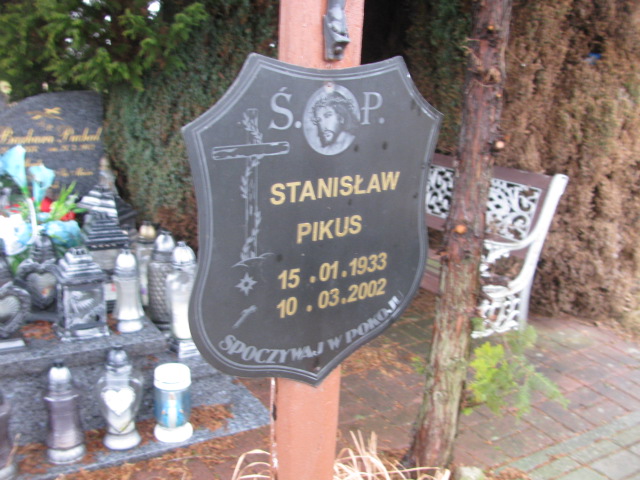 Ś. P.
STANISŁAW
PIKUS
15.01.1933
10.03.2002
SPOCZYWAJ W POKOJU